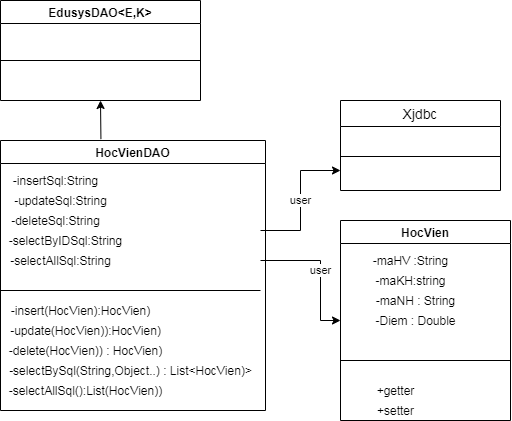 EdusysDAO<E,K>
Xjdbc
HocVienDAO
-insertSql:String
-updateSql:String
-deleteSql:String
-selectByIDSql:String
-selectAllSql:String
user
user
-insert(HocVien):HocVien)
-update(HocVien)):HocVien)
-delete(HocVien)) : HocVien)
-selectBySql(String,Object..) : List<HocVien)>
-selectAllSql():List(HocVien))
HocVien
-maHV :String
-maKH:string
-maNH : String
-Diem : Double
+getter
+setter